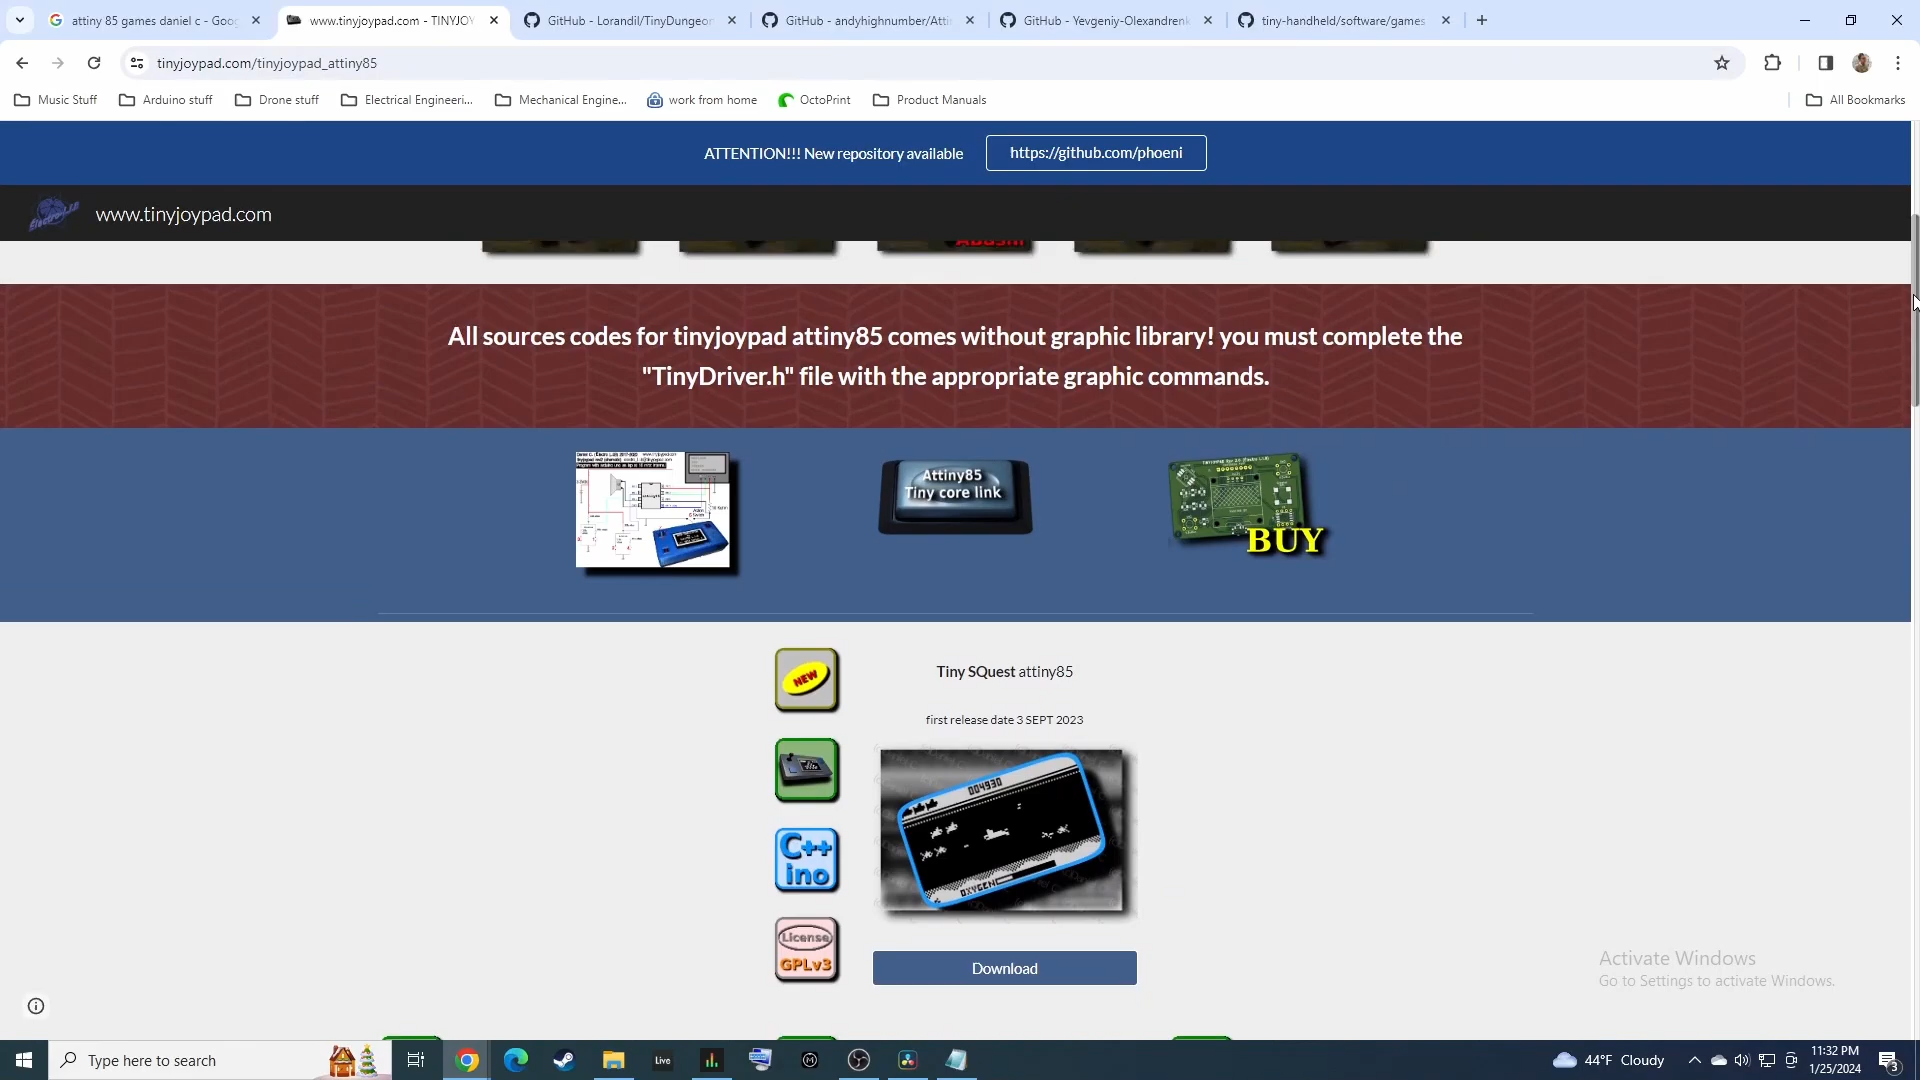 attiny 85 games daniel c - Goog
www.tinyjoypad.com - TINYJOY
GitHub - Lorandil/TinyDungeon
GitHub - andyhighnumber/Atti
GitHub - Yevgeniy-Olexandrenk
tiny-handheld/software/games
tinyjoypad.com/tinyjoypad_attiny85
Music Stuff
Arduino stuff
Drone stuff
Electrical Engineeri...
Mechanical Engine...
work from home
OctoPrint
Product Manuals
All Bookmarks
ATTENTION!!! New repository available
https://github.com/phoeni
www.tinyjoypad.com
All sources codes for tinyjoypad attiny85 comes without graphic library! you must complete the
"TinyDriver.h" file with the appropriate graphic commands.
Attiny85
Tiny core link
BUY
NEW
Tiny SQuest attiny85
first release date 3 SEPT 2023
004930
OXYGEN
C++
ino
License
GPLv3
Download
Activate Windows
Go to Settings to activate Windows.
Type here to search
Live
44°F Cloudy
11:32 PM
1/25/2024
3